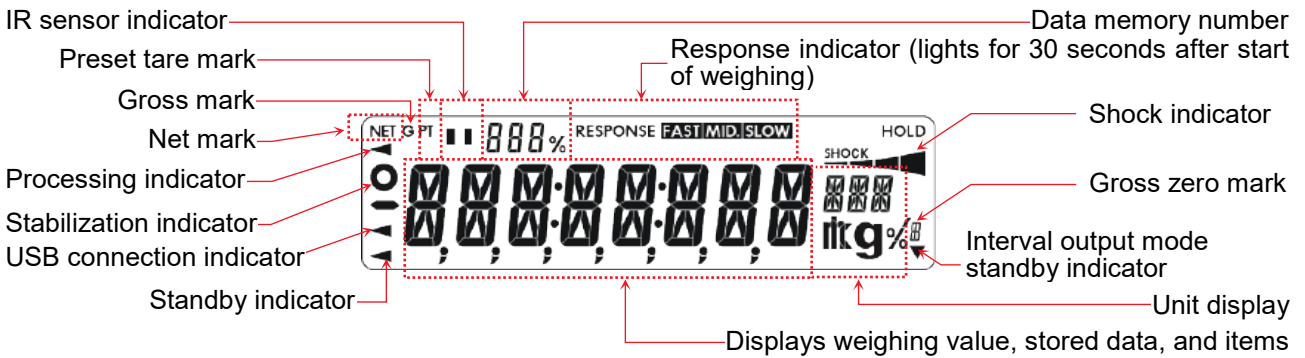 IR sensor indicator
Data memory number
Preset tare mark
Response indicator (lights for 30 seconds after start
of weighing)
Gross mark
Shock indicator
Net mark
NET G PT
888%
RESPONSE FAST MID. SLOW
HOLD
SHOCK
Processing indicator
Gross zero mark
Stabilization indicator
USB connection indicator
Interval output mode
standby indicator
Standby indicator
Unit display
Displays weighing value, stored data, and items